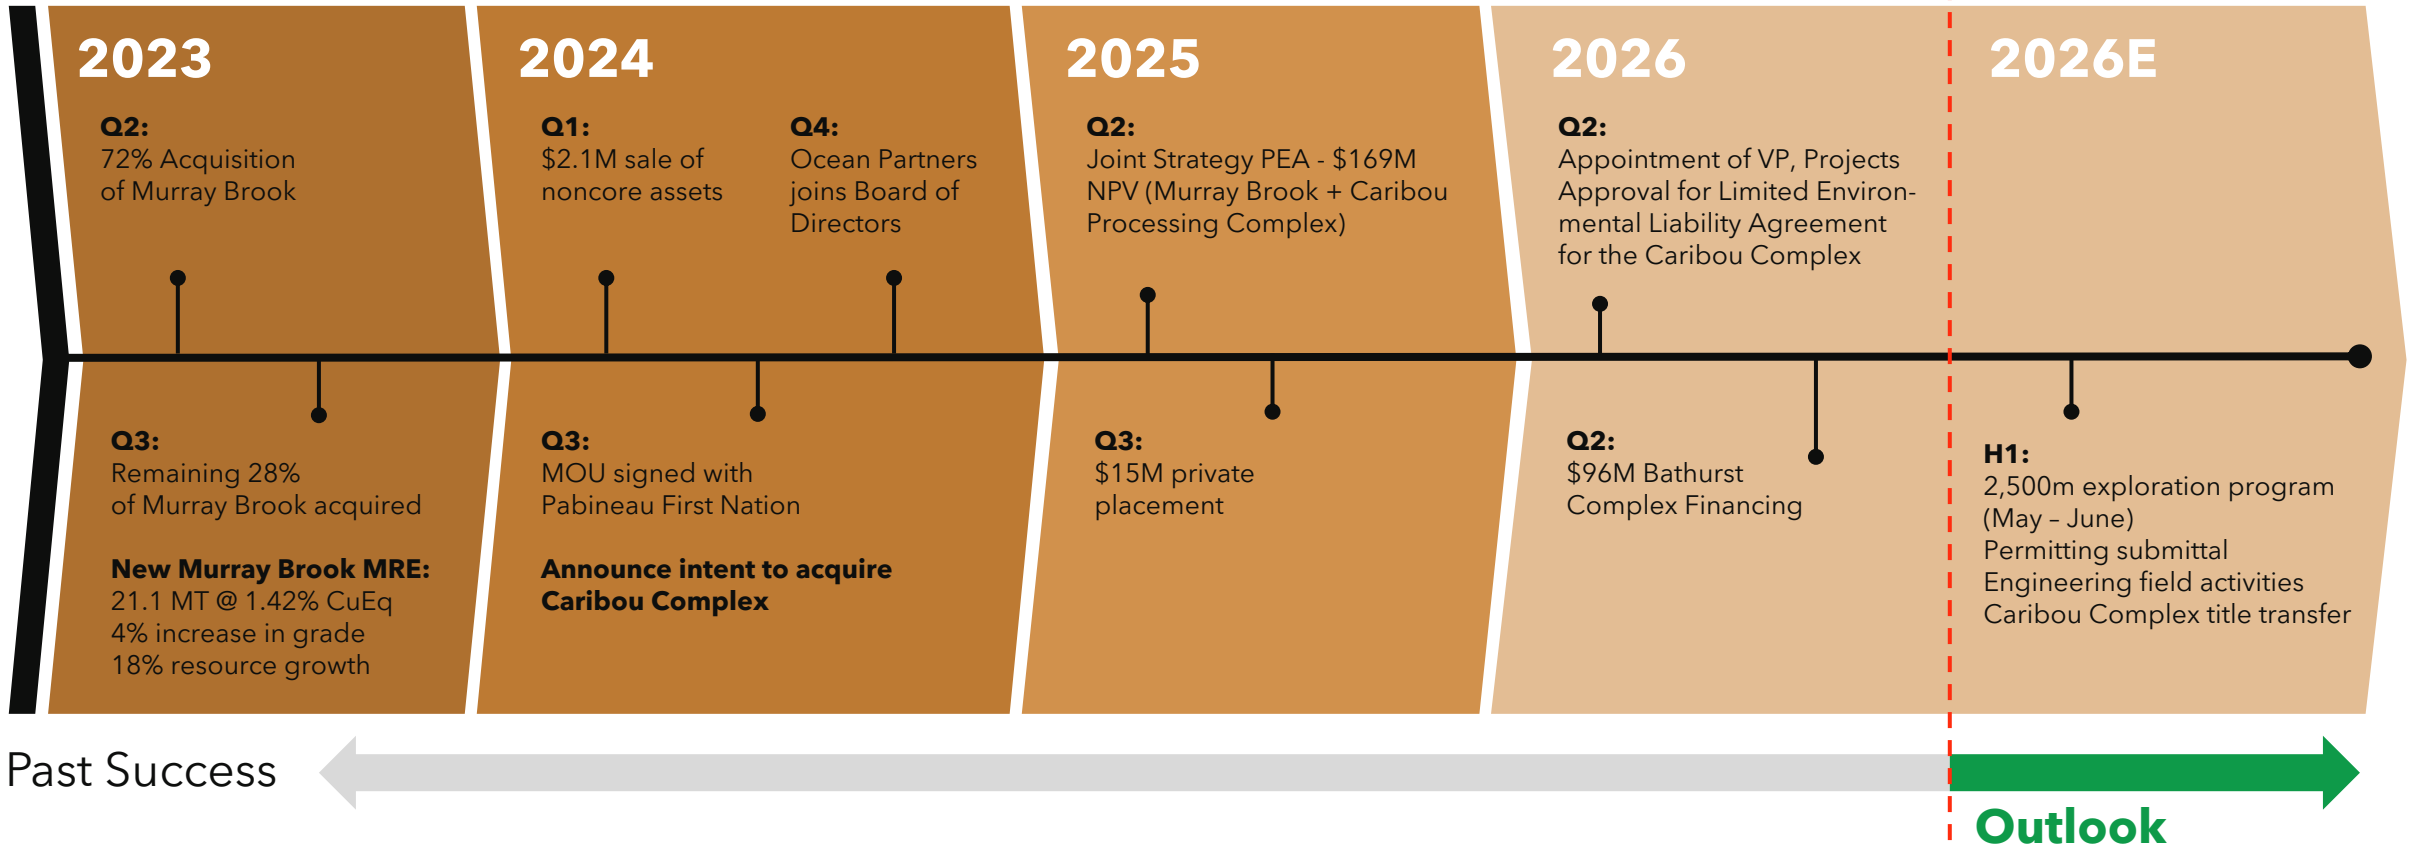 2023
Q2:
72% Acquisition
of Murray Brook
Q3:
Remaining 28%
of Murray Brook acquired
New Murray Brook MRE:
21.1 MT @ 1.42% CuEq
4% increase in grade
18% resource growth
2024
Q1:
$2.1M sale of
noncore assets
Q4:
Ocean Partners
joins Board of
Directors
Q3:
MOU signed with
Pabineau First Nation
Announce intent to acquire
Caribou Complex
2025
Q2:
Joint Strategy PEA - $169M
NPV (Murray Brook + Caribou
Processing Complex)
Q3:
$15M private
placement
2026
Q2:
Appointment of VP, Projects
Approval for Limited Environ-
mental Liability Agreement
for the Caribou Complex
Q2:
$96M Bathurst
Complex Financing
2026E
H1:
2,500m exploration program
(May – June)
Permitting submittal
Engineering field activities
Caribou Complex title transfer
Past Success
Outlook